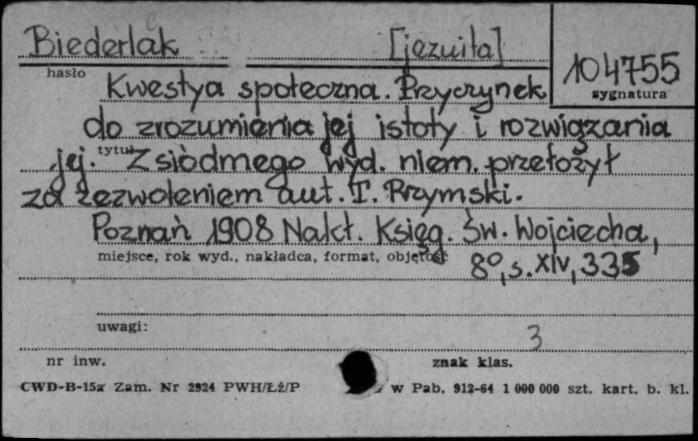 Biederlak [jezuita]
104755
hasło
sygnatura
Kwestya społeczna. Przyczynek
do zrozumienia jej istoty i rozwiązania
tytuł
jej. Z siódmego wyd. niem. przełożył
za zezwoleniem aut. T. Przymski.
Poznań 1908 Nakł. Księg. Św. Wojciecha,
miejsce, rok wyd., nakładca, format, objętość
8°, s. XIV, 335
uwagi:
3
nr inw. znak klas.
CWD-B-15a Zam. Nr 2924 PWH/Łź/P w Pab. 912-64 1 000 000 szt. kart. b. kl.